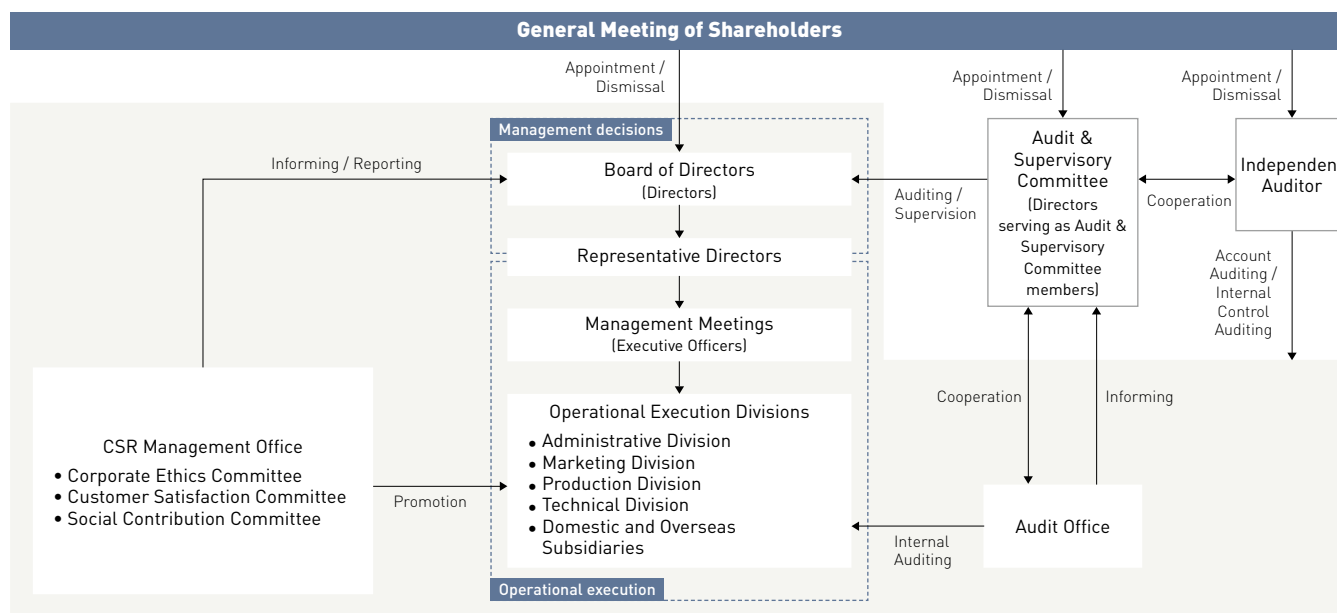 General Meeting of Shareholders
Appointment /
Dismissal
Appointment /
Dismissal
Appointment /
Dismissal
Management decisions
Informing / Reporting
Board of Directors
(Directors)
Auditing /
Supervision
Audit &
Supervisory
Committee
(Directors
serving as Audit &
Supervisory
Committee
members)
Cooperation
Independent
Auditor
Representative Directors
Account
Auditing /
Internal
Control
Auditing
Management Meetings
(Executive Officers)
Cooperation
Informing
Operational Execution Divisions
• Administrative Division
• Marketing Division
• Production Division
• Technical Division
• Domestic and Overseas
Subsidiaries
CSR Management Office
• Corporate Ethics Committee
• Customer Satisfaction Committee
• Social Contribution Committee
Promotion
Internal
Auditing
Audit Office
Operational execution